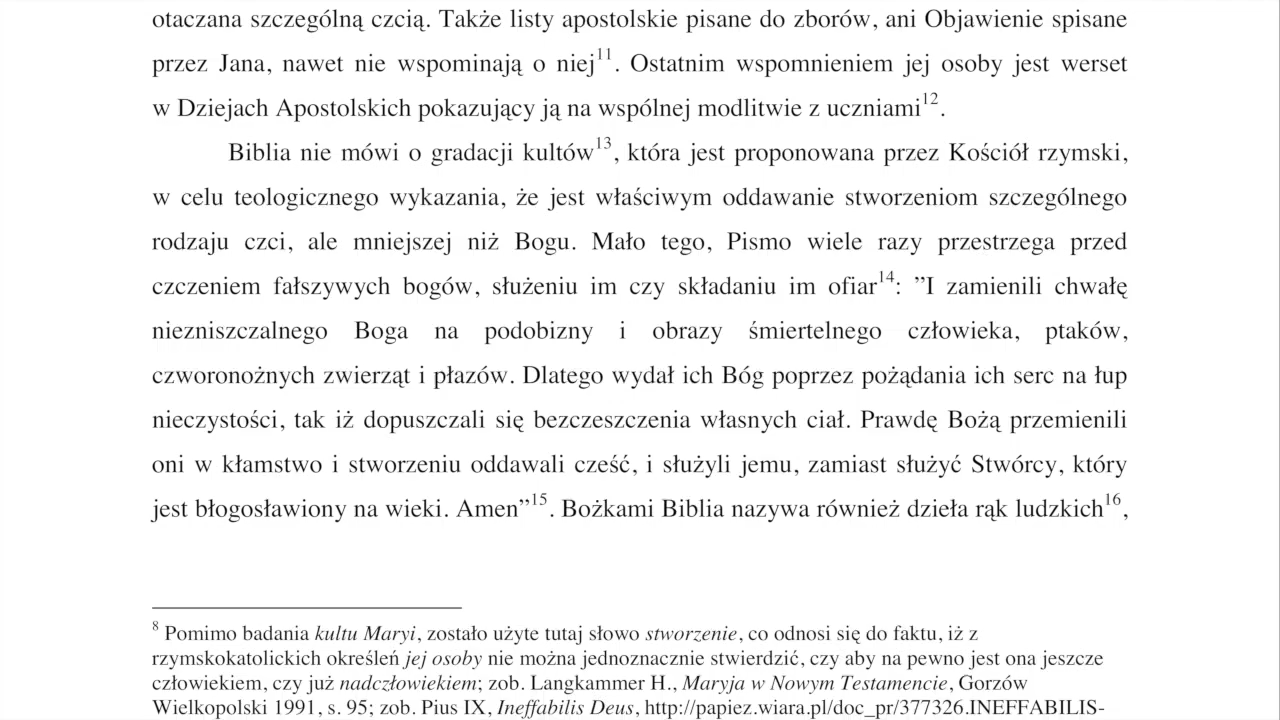 otaczana szczególną czcią. Także listy apostolskie pisane do zborów, ani Objawienie spisane
przez Jana, nawet nie wspominają o niej11. Ostatnim wspomnieniem jej osoby jest werset
w Dziejach Apostolskich pokazujący ją na wspólnej modlitwie z uczniami12.
Biblia nie mówi o gradacji kultów13, która jest proponowana przez Kościół rzymski,
w celu teologicznego wykazania, że jest właściwym oddawanie stworzeniom szczególnego
rodzaju czci, ale mniejszej niż Bogu. Mało tego, Pismo wiele razy przestrzega przed
czczeniem fałszywych bogów, służeniu im czy składaniu im ofiar14: ”I zamienili chwałę
niezniszczalnego Boga na podobizny i obrazy śmiertelnego człowieka, ptaków,
czworonożnych zwierząt i płazów. Dlatego wydał ich Bóg poprzez pożądania ich serc na łup
nieczystości, tak iż dopuszczali się bezczeszczenia własnych ciał. Prawdę Bożą przemienili
oni w kłamstwo i stworzeniu oddawali cześć, i służyli jemu, zamiast służyć Stwórcy, który
jest błogosławiony na wieki. Amen”15. Bożkami Biblia nazywa również dzieła rąk ludzkich16,
8 Pomimo badania kultu Maryi, zostało użyte tutaj słowo stworzenie, co odnosi się do faktu, iż z
rzymskokatolickich określeń jej osoby nie można jednoznacznie stwierdzić, czy aby na pewno jest ona jeszcze
człowiekiem, czy już nadczłowiekiem; zob. Langkammer H., Maryja w Nowym Testamencie, Gorzów
Wielkopolski 1991, s. 95; zob. Pius IX, Ineffabilis Deus, http://papiez.wiara.pl/doc_pr/377326.INEFFABILIS-